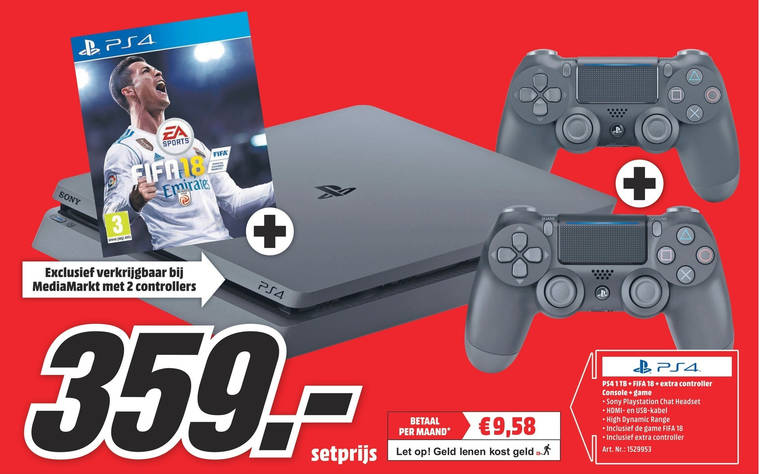 PS4
EA
SPORTS
FIFA 18
FIFA
Emirates
3
SONY
PS4
Exclusief verkrijgbaar bij
MediaMarkt met 2 controllers
359.-
setprijs
BETAAL
PER MAAND*
€9,58
Let op! Geld lenen kost geld
PS4
PS4 1 TB + FIFA 18 + extra controller
Console + game
• Sony Playstation Chat Headset
• HDMI- en USB-kabel
• High Dynamic Range
• Inclusief de game FIFA 18
• Inclusief extra controller
Art. Nr.: 1529953